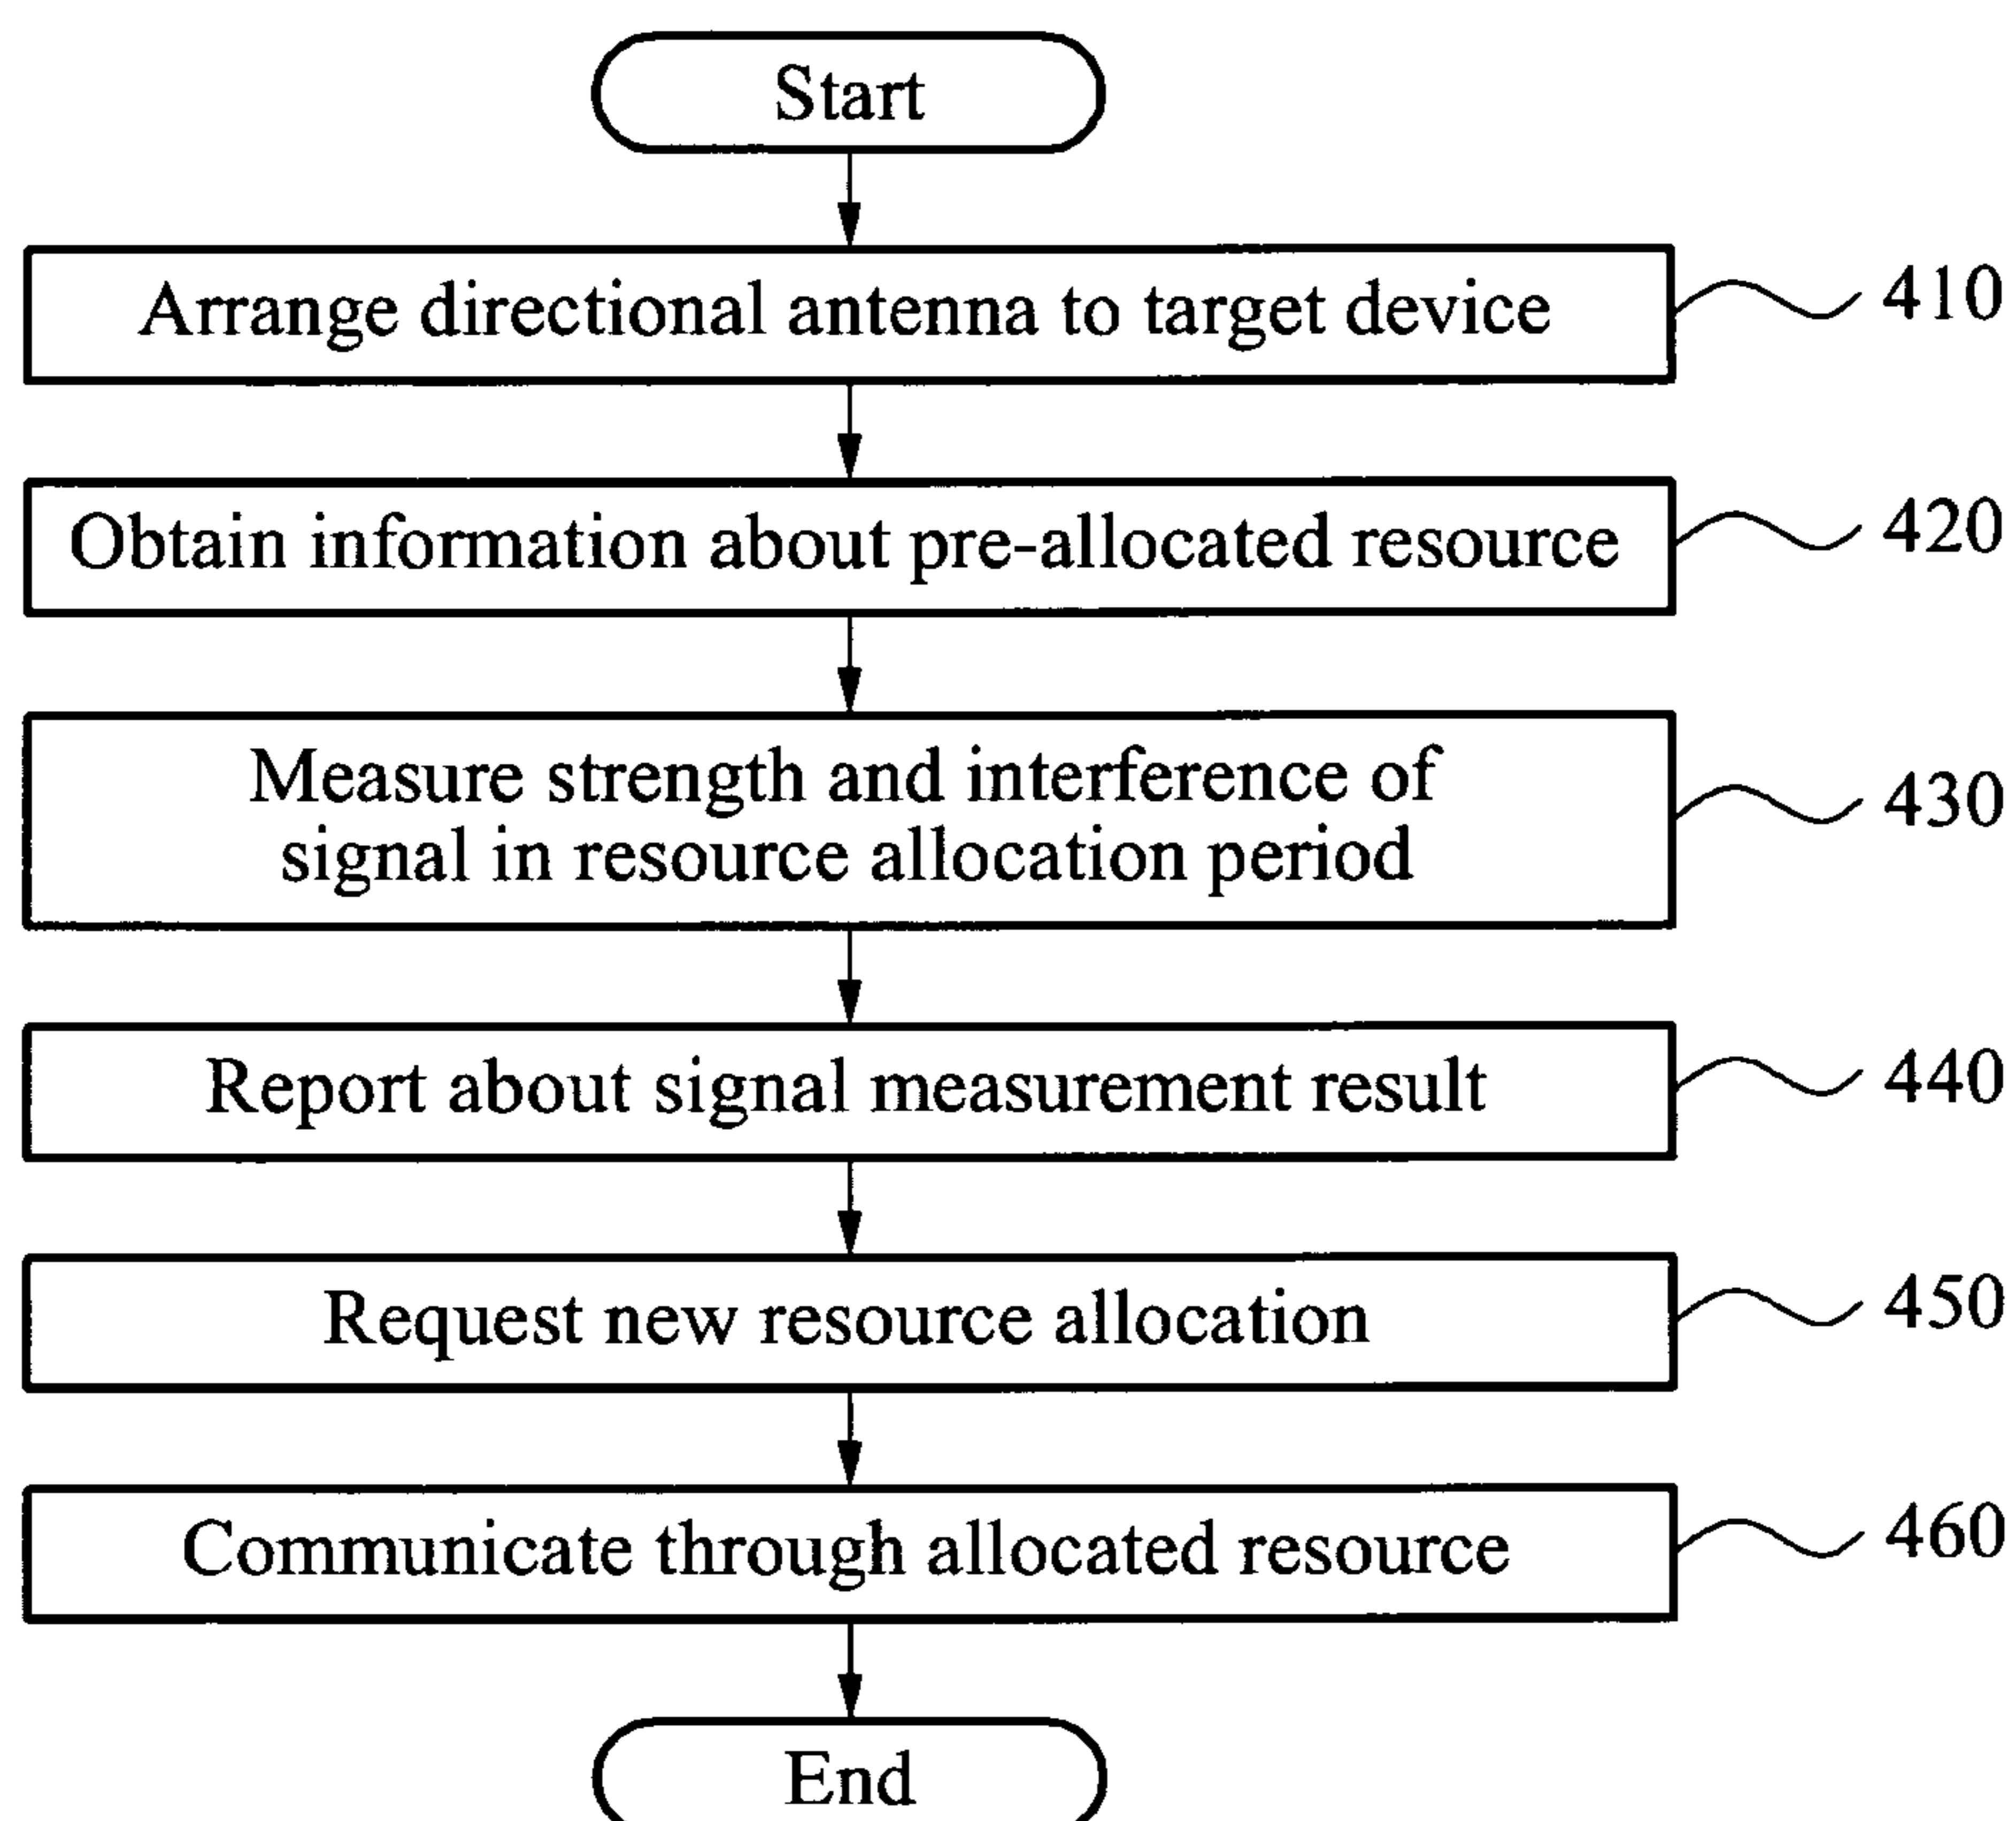 Start
Arrange directional antenna to target device
410
Obtain information about pre-allocated resource
420
Measure strength and interference of
signal in resource allocation period
430
Report about signal measurement result
440
Request new resource allocation
450
Communicate through allocated resource
460
End